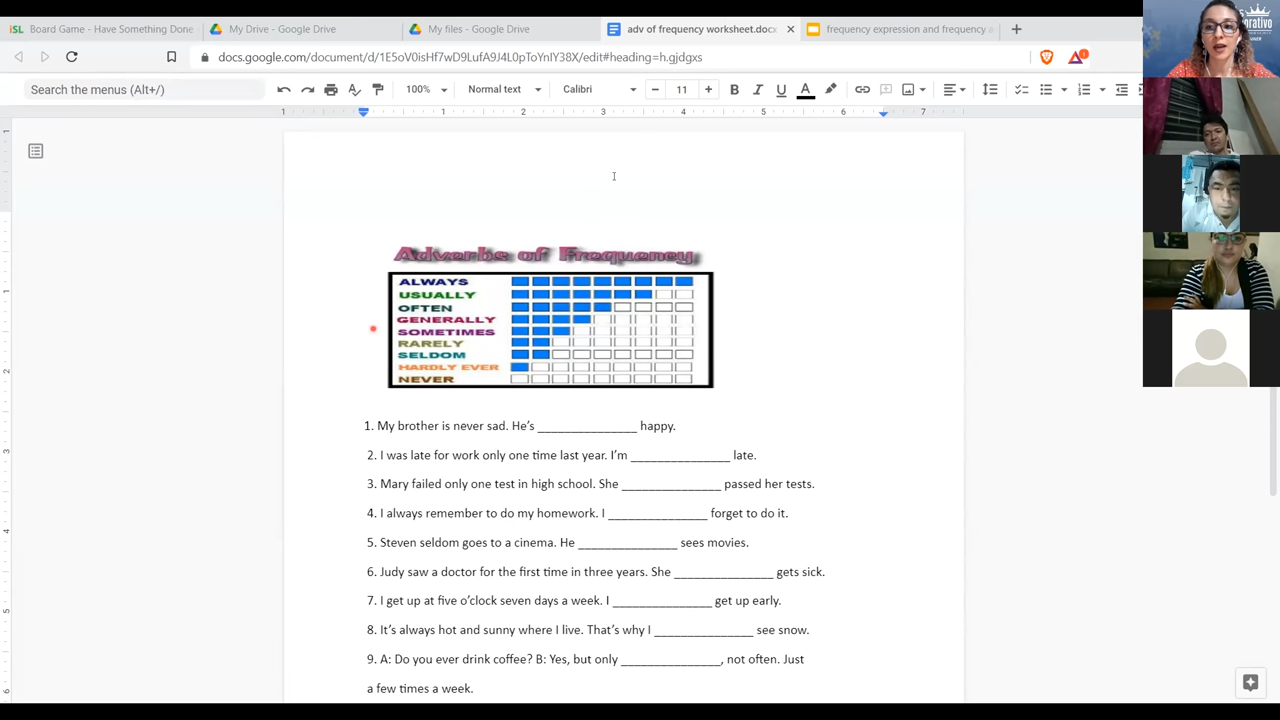 Board Game - Have Something Done
My Drive - Google Drive
My files - Google Drive
adv of frequency worksheet.docx
frequency expression and frequency a
docs.google.com/document/d/1E5oV0isHf7wD9LufA9J4L0pToYnIY38X/edit#heading=h.gjdgxs
Search the menus (Alt+/)
100%
Normal text
Calibri
11
1 1 2 3 4 5 6 7
Adverbs of Frequency
ALWAYS
USUALLY
OFTEN
GENERALLY
SOMETIMES
RARELY
SELDOM
HARDLY EVER
NEVER
1. My brother is never sad. He’s _______________ happy.
2. I was late for work only one time last year. I’m _______________ late.
3. Mary failed only one test in high school. She _______________ passed her tests.
4. I always remember to do my homework. I _______________ forget to do it.
5. Steven seldom goes to a cinema. He _______________ sees movies.
6. Judy saw a doctor for the first time in three years. She _______________ gets sick.
7. I get up at five o’clock seven days a week. I _______________ get up early.
8. It’s always hot and sunny where I live. That’s why I _______________ see snow.
9. A: Do you ever drink coffee? B: Yes, but only _______________, not often. Just
a few times a week.